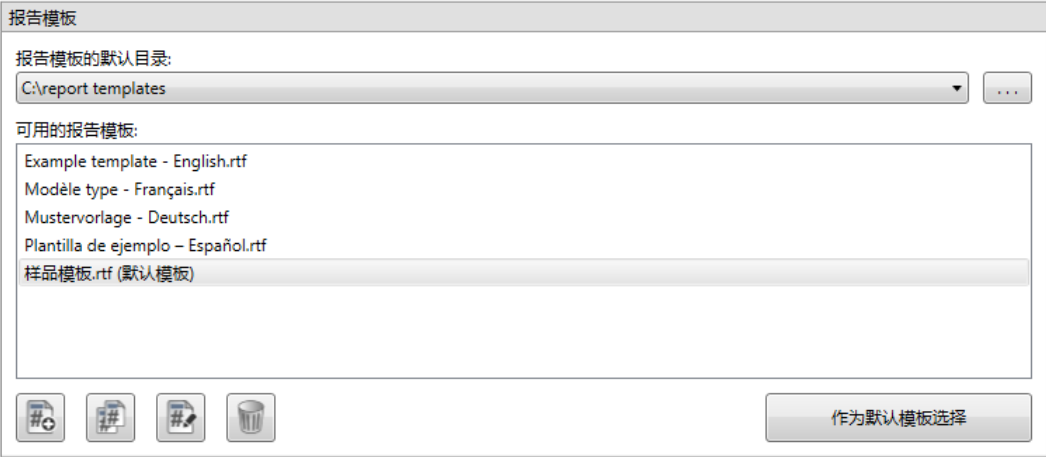 报告模板
报告模板的默认目录:
C:\report templates
...
可用的报告模板:
Example template - English.rtf
Modèle type - Français.rtf
Mustervorlage - Deutsch.rtf
Plantilla de ejemplo – Español.rtf
样品模板.rtf (默认模板)
# # #
作为默认模板选择